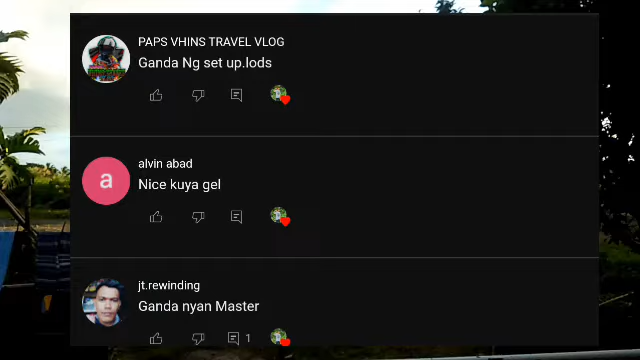 PAPS VHINS TRAVEL VLOG
Ganda Ng set up.lods
alvin abad
a
Nice kuya gel
jt.rewinding
Ganda nyan Master
1